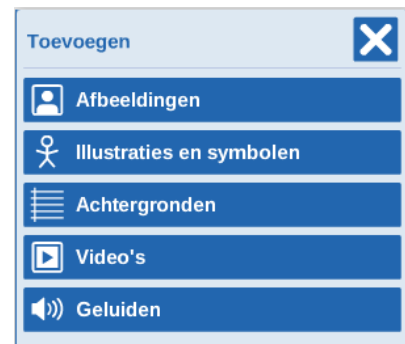 Toevoegen
Afbeeldingen
Illustraties en symbolen
Achtergronden
Video's
Geluiden